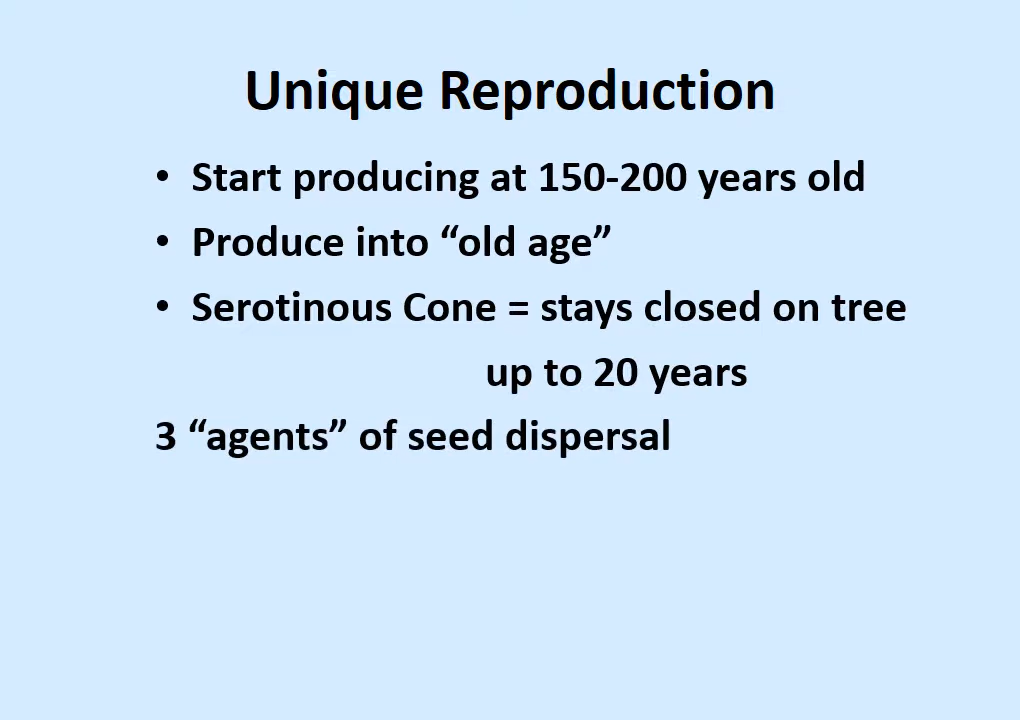 Unique Reproduction
• Start producing at 150-200 years old
• Produce into “old age”
• Serotinous Cone = stays closed on tree
up to 20 years
3 “agents” of seed dispersal